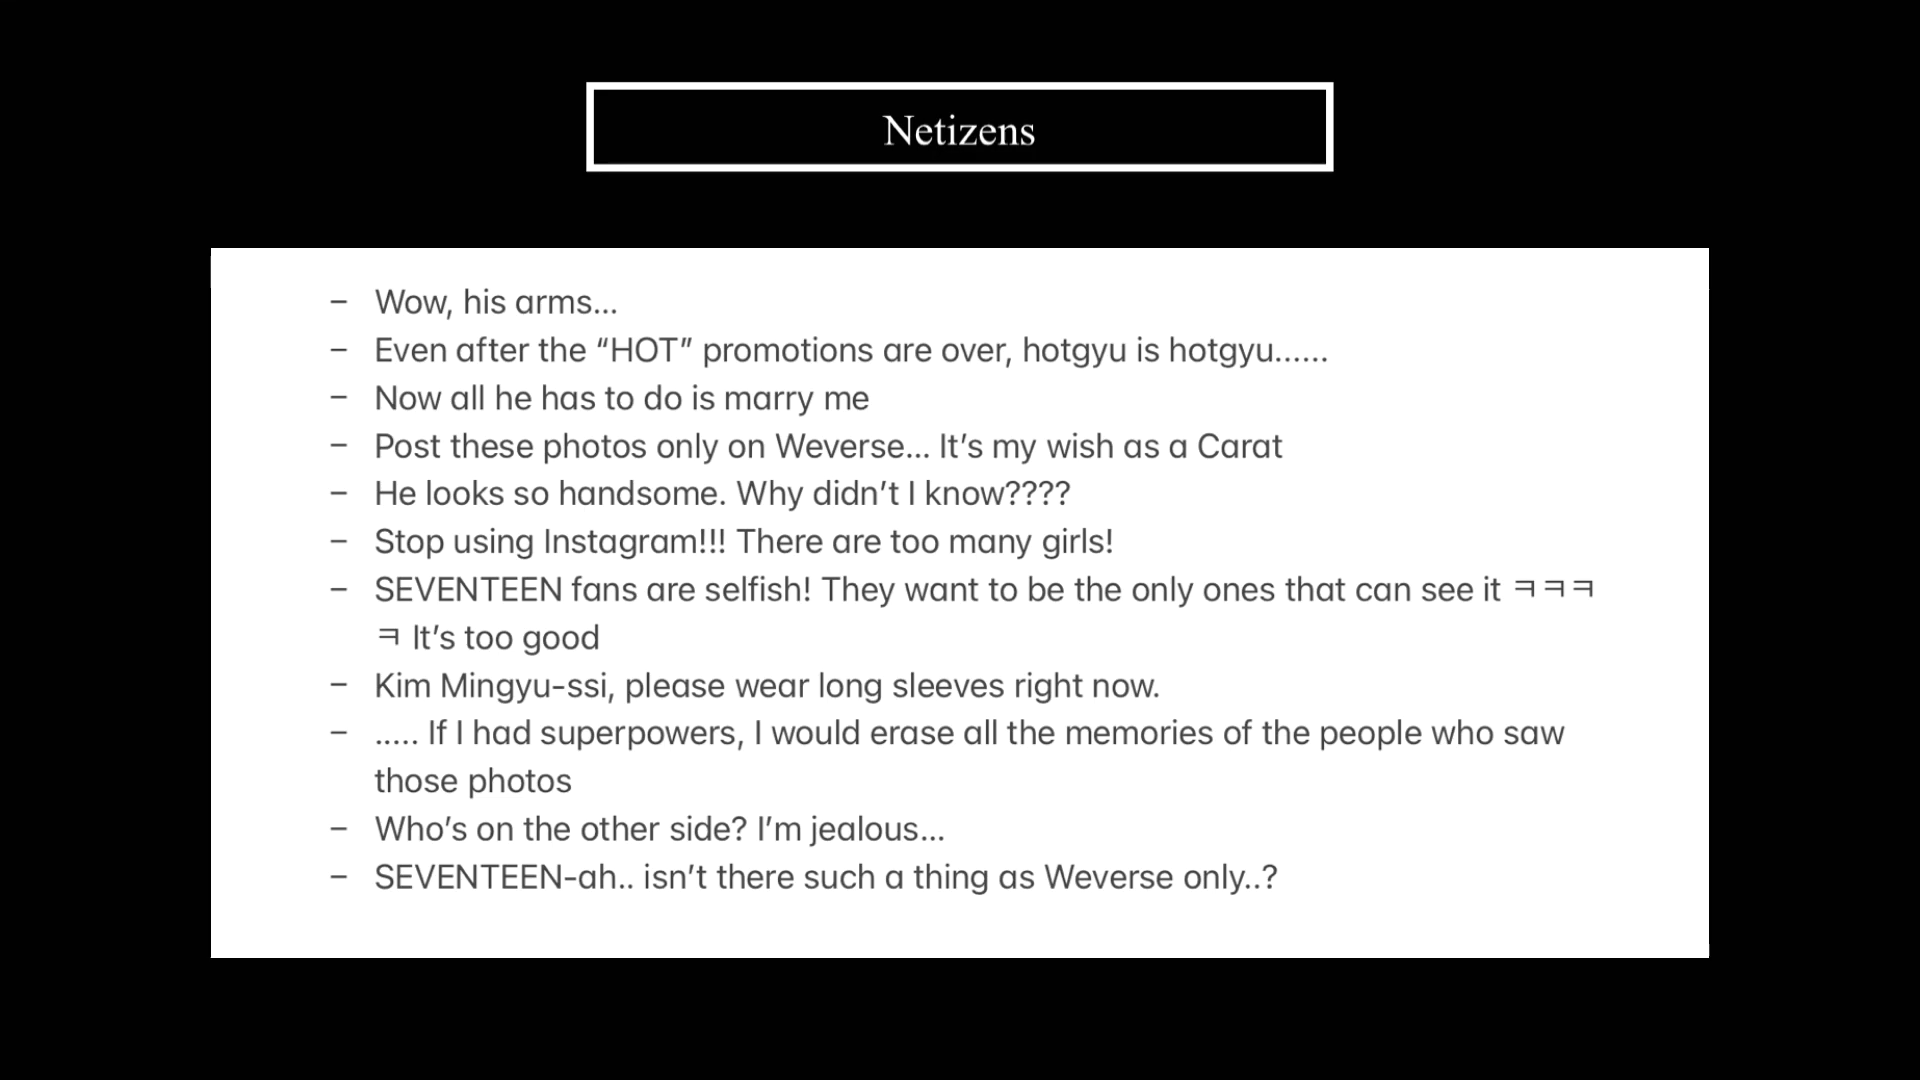 Netizens
– Wow, his arms...
– Even after the “HOT” promotions are over, hotgyu is hotgyu......
– Now all he has to do is marry me
– Post these photos only on Weverse... It’s my wish as a Carat
– He looks so handsome. Why didn’t I know????
– Stop using Instagram!!! There are too many girls!
– SEVENTEEN fans are selfish! They want to be the only ones that can see it ㅋㅋㅋ
ㅋ It’s too good
– Kim Mingyu-ssi, please wear long sleeves right now.
– ..... If I had superpowers, I would erase all the memories of the people who saw
those photos
– Who’s on the other side? I’m jealous...
– SEVENTEEN-ah.. isn’t there such a thing as Weverse only..?